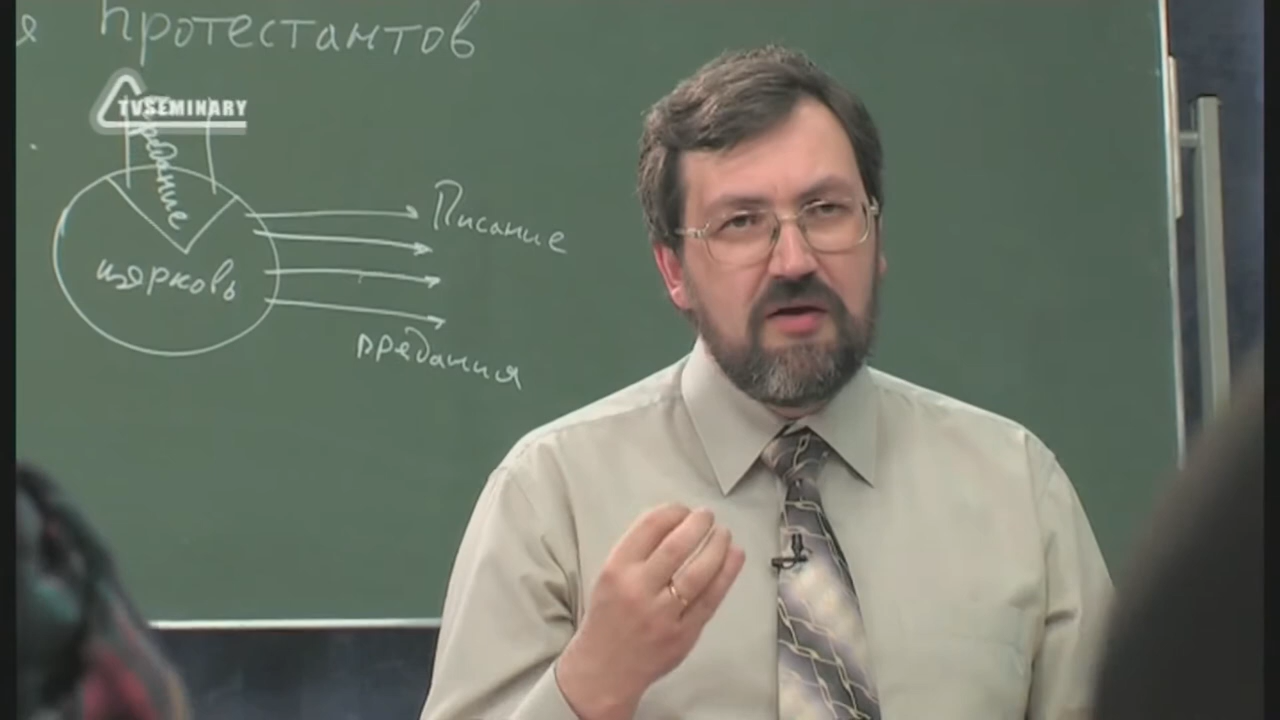 я Протестантов
TVSEMINARY
Предание
Писание
церковь
предания